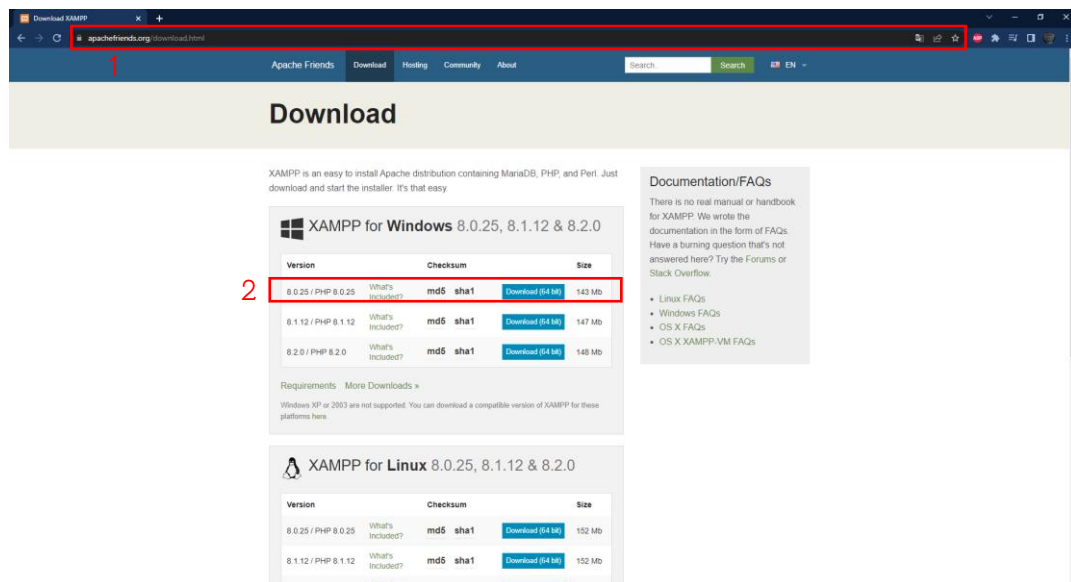 Download XAMPP
apachefriends.org/download.html
1
Apache Friends Download Hosting Community About Search... Search EN
Download
XAMPP is an easy to install Apache distribution containing MariaDB, PHP, and Perl. Just
download and start the installer. It's that easy.
XAMPP for Windows 8.0.25, 8.1.12 & 8.2.0
Version Checksum Size
2
8.0.25 / PHP 8.0.25 What's Included? md5 sha1 Download (64 bit) 143 Mb
8.1.12 / PHP 8.1.12 What's Included? md5 sha1 Download (64 bit) 147 Mb
8.2.0 / PHP 8.2.0 What's Included? md5 sha1 Download (64 bit) 148 Mb
Requirements More Downloads »
Windows XP or 2003 are not supported. You can download a compatible version of XAMPP for these
platforms here.
XAMPP for Linux 8.0.25, 8.1.12 & 8.2.0
Version Checksum Size
8.0.25 / PHP 8.0.25 What's Included? md5 sha1 Download (64 bit) 152 Mb
8.1.12 / PHP 8.1.12 What's Included? md5 sha1 Download (64 bit) 152 Mb
Documentation/FAQs
There is no real manual or handbook
for XAMPP. We wrote the
documentation in the form of FAQs.
Have a burning question that's not
answered here? Try the Forums or
Stack Overflow.
• Linux FAQs
• Windows FAQs
• OS X FAQs
• OS X XAMPP-VM FAQs